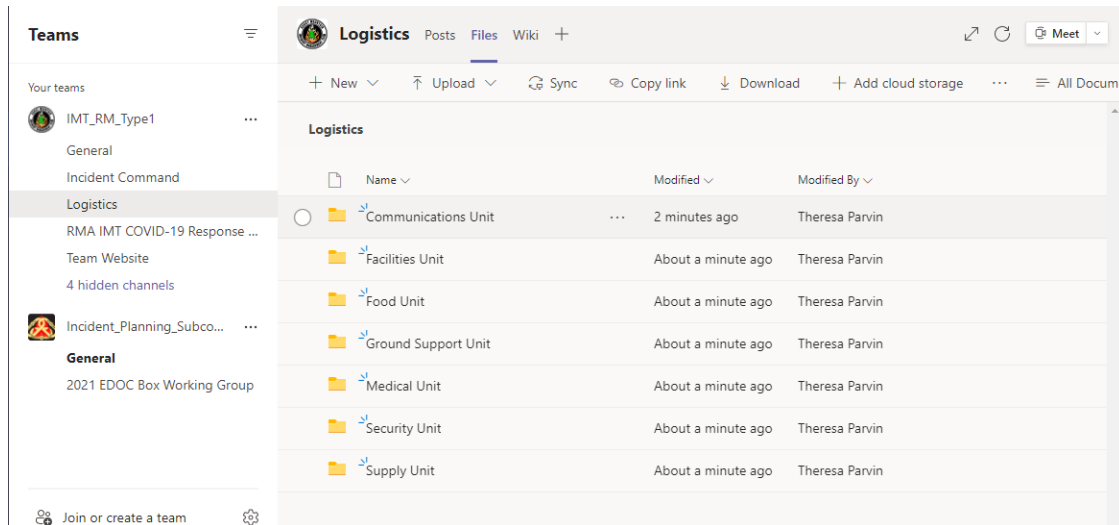 Teams
Your teams
IMT_RM_Type1 ...
General
Incident Command
Logistics
RMA IMT COVID-19 Response ...
Team Website
4 hidden channels
Incident_Planning_Subco... ...
General
2021 EDOC Box Working Group
Join or create a team
Logistics Posts Files Wiki + Meet
+ New Upload Sync Copy link Download + Add cloud storage ... All Docum
Logistics
Name Modified Modified By
Communications Unit ... 2 minutes ago Theresa Parvin
Facilities Unit About a minute ago Theresa Parvin
Food Unit About a minute ago Theresa Parvin
Ground Support Unit About a minute ago Theresa Parvin
Medical Unit About a minute ago Theresa Parvin
Security Unit About a minute ago Theresa Parvin
Supply Unit About a minute ago Theresa Parvin